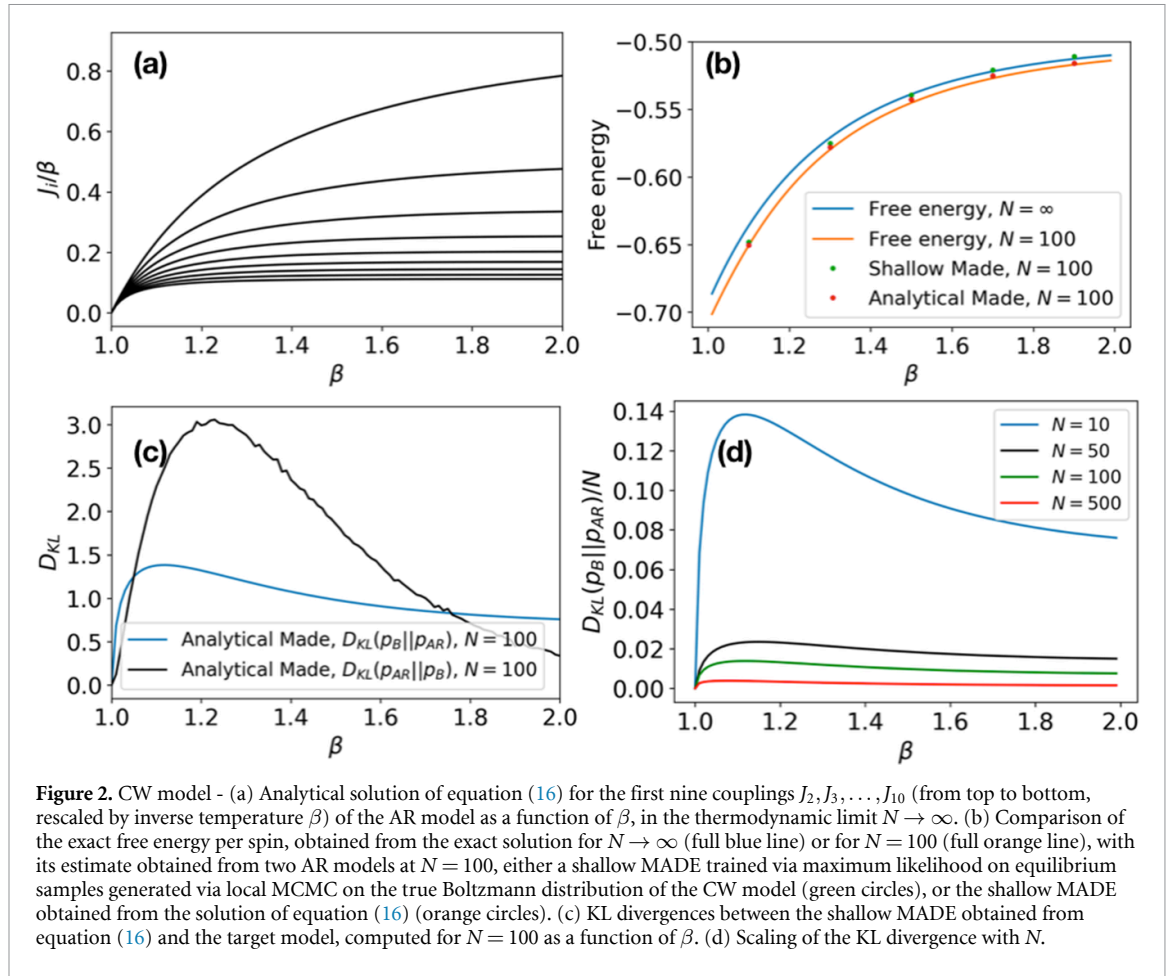 (a)
0.8
0.6
0.4
0.2
0.0
J_i/β
1.0 1.2 1.4 1.6 1.8 2.0
β
(b)
−0.50
−0.55
−0.60
−0.65
−0.70
Free energy
Free energy, N = ∞
Free energy, N = 100
Shallow Made, N = 100
Analytical Made, N = 100
1.0 1.2 1.4 1.6 1.8 2.0
β
(c)
3.0
2.5
2.0
1.5
1.0
0.5
0.0
D_KL
Analytical Made, D_KL(p_B||p_AR), N = 100
Analytical Made, D_KL(p_AR||p_B), N = 100
1.0 1.2 1.4 1.6 1.8 2.0
β
(d)
0.14
0.12
0.10
0.08
0.06
0.04
0.02
0.00
D_KL(p_B||p_AR)/N
N = 10
N = 50
N = 100
N = 500
1.0 1.2 1.4 1.6 1.8 2.0
β
Figure 2. CW model - (a) Analytical solution of equation (16) for the first nine couplings J₂, J₃, . . . , J₁₀ (from top to bottom,
rescaled by inverse temperature β) of the AR model as a function of β, in the thermodynamic limit N → ∞. (b) Comparison of
the exact free energy per spin, obtained from the exact solution for N → ∞ (full blue line) or for N = 100 (full orange line), with
its estimate obtained from two AR models at N = 100, either a shallow MADE trained via maximum likelihood on equilibrium
samples generated via local MCMC on the true Boltzmann distribution of the CW model (green circles), or the shallow MADE
obtained from the solution of equation (16) (orange circles). (c) KL divergences between the shallow MADE obtained from
equation (16) and the target model, computed for N = 100 as a function of β. (d) Scaling of the KL divergence with N.